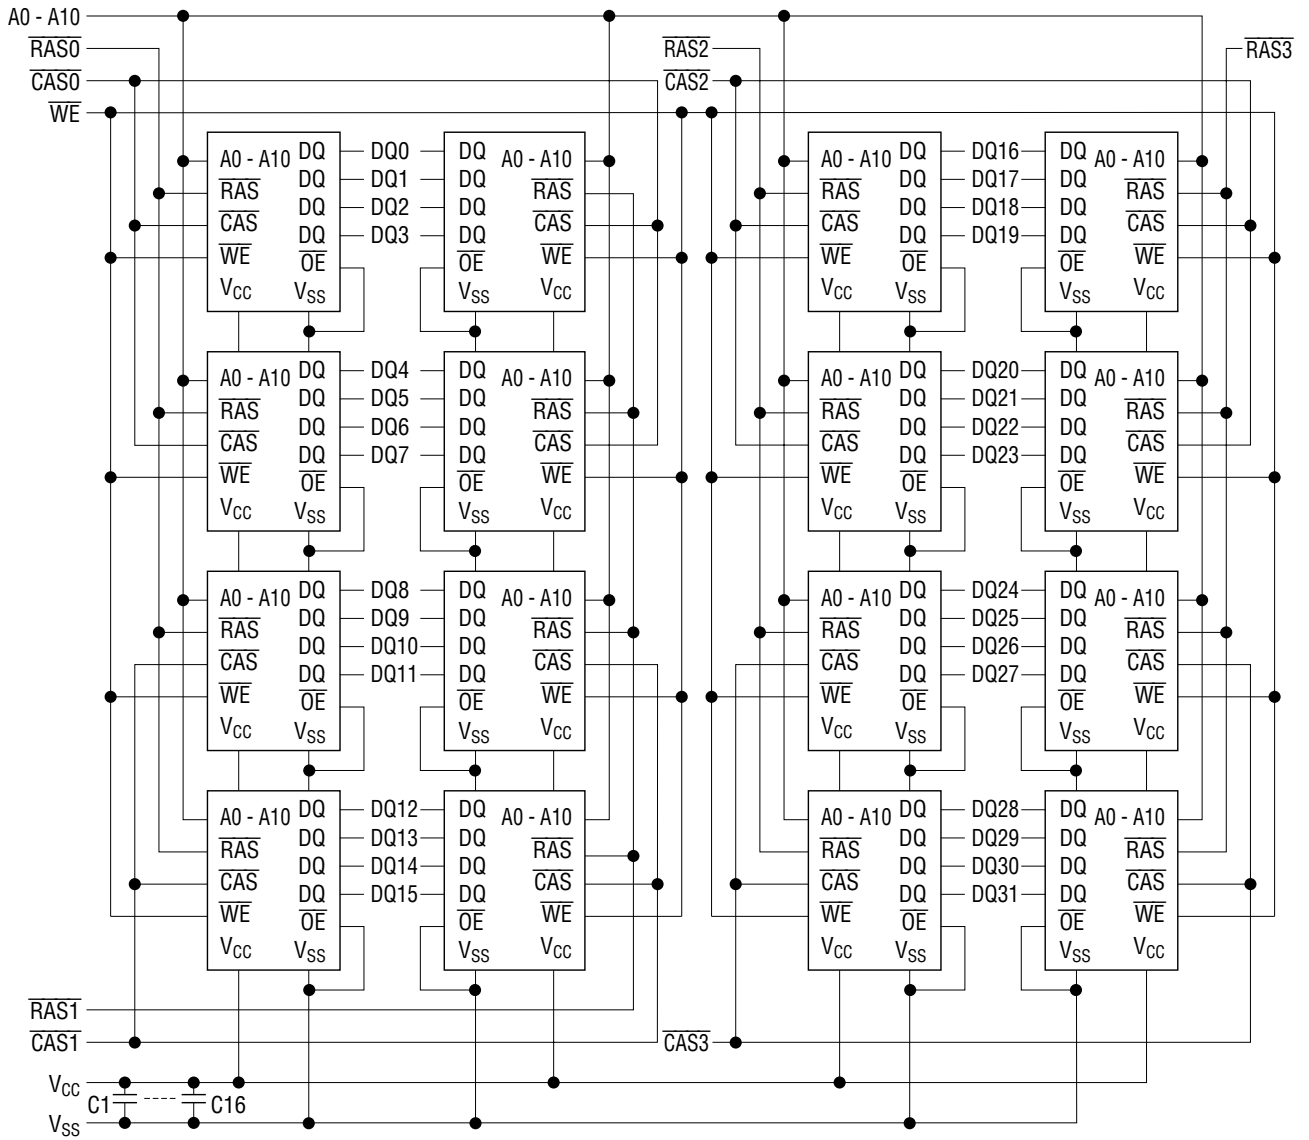 A0 - A10
RAS0 RAS2 RAS3
CAS0 CAS2
WE
A0 - A10 DQ DQ0 DQ A0 - A10 A0 - A10 DQ DQ16 DQ A0 - A10
RAS DQ DQ1 DQ RAS RAS DQ DQ17 DQ RAS
CAS DQ DQ2 DQ CAS CAS DQ DQ18 DQ CAS
WE DQ DQ3 DQ WE WE DQ DQ19 DQ WE
OE OE OE OE
VCC VSS VSS VCC VCC VSS VSS VCC
A0 - A10 DQ DQ4 DQ A0 - A10 A0 - A10 DQ DQ20 DQ A0 - A10
RAS DQ DQ5 DQ RAS RAS DQ DQ21 DQ RAS
CAS DQ DQ6 DQ CAS CAS DQ DQ22 DQ CAS
WE DQ DQ7 DQ WE WE DQ DQ23 DQ WE
OE OE OE OE
VCC VSS VSS VCC VCC VSS VSS VCC
A0 - A10 DQ DQ8 DQ A0 - A10 A0 - A10 DQ DQ24 DQ A0 - A10
RAS DQ DQ9 DQ RAS RAS DQ DQ25 DQ RAS
CAS DQ DQ10 DQ CAS CAS DQ DQ26 DQ CAS
WE DQ DQ11 DQ WE WE DQ DQ27 DQ WE
OE OE OE OE
VCC VSS VSS VCC VCC VSS VSS VCC
A0 - A10 DQ DQ12 DQ A0 - A10 A0 - A10 DQ DQ28 DQ A0 - A10
RAS DQ DQ13 DQ RAS RAS DQ DQ29 DQ RAS
CAS DQ DQ14 DQ CAS CAS DQ DQ30 DQ CAS
WE DQ DQ15 DQ WE WE DQ DQ31 DQ WE
OE OE OE OE
VCC VSS VSS VCC VCC VSS VSS VCC
RAS1
CAS1 CAS3
VCC
C1 C16
VSS